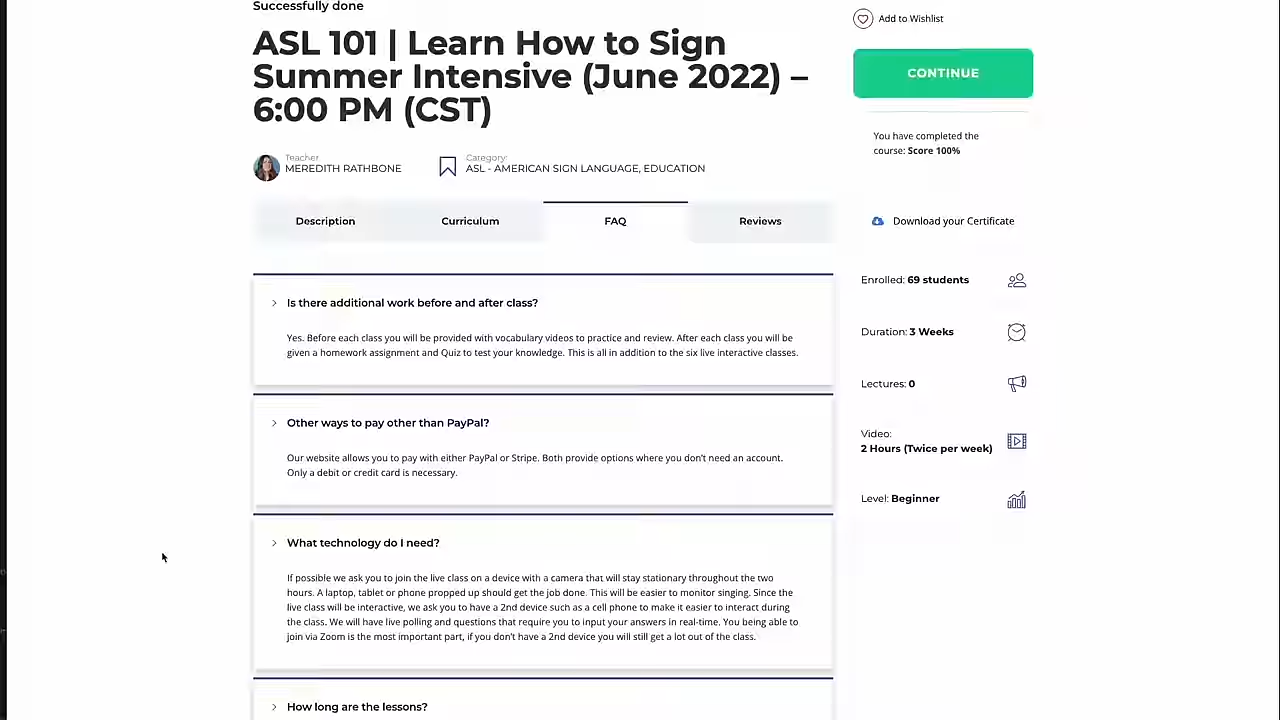 Successfully done
ASL 101 | Learn How to Sign
Summer Intensive (June 2022) –
6:00 PM (CST)
Teacher
MEREDITH RATHBONE
Category:
ASL - AMERICAN SIGN LANGUAGE, EDUCATION
Description
Curriculum
FAQ
Reviews
Is there additional work before and after class?
Yes. Before each class you will be provided with vocabulary videos to practice and review. After each class you will be
given a homework assignment and Quiz to test your knowledge. This is all in addition to the six live interactive classes.
Other ways to pay other than PayPal?
Our website allows you to pay with either PayPal or Stripe. Both provide options where you don't need an account.
Only a debit or credit card is necessary.
What technology do I need?
If possible we ask you to join the live class on a device with a camera that will stay stationary throughout the two
hours. A laptop, tablet or phone propped up should get the job done. This will be easier to monitor singing. Since the
live class will be interactive, we ask you to have a 2nd device such as a cell phone to make it easier to interact during
the class. We will have live polling and questions that require you to input your answers in real-time. You being able to
join via Zoom is the most important part, if you don't have a 2nd device you will still get a lot out of the class.
How long are the lessons?
Add to Wishlist
CONTINUE
You have completed the
course: Score 100%
Download your Certificate
Enrolled: 69 students
Duration: 3 Weeks
Lectures: 0
Video:
2 Hours (Twice per week)
Level: Beginner